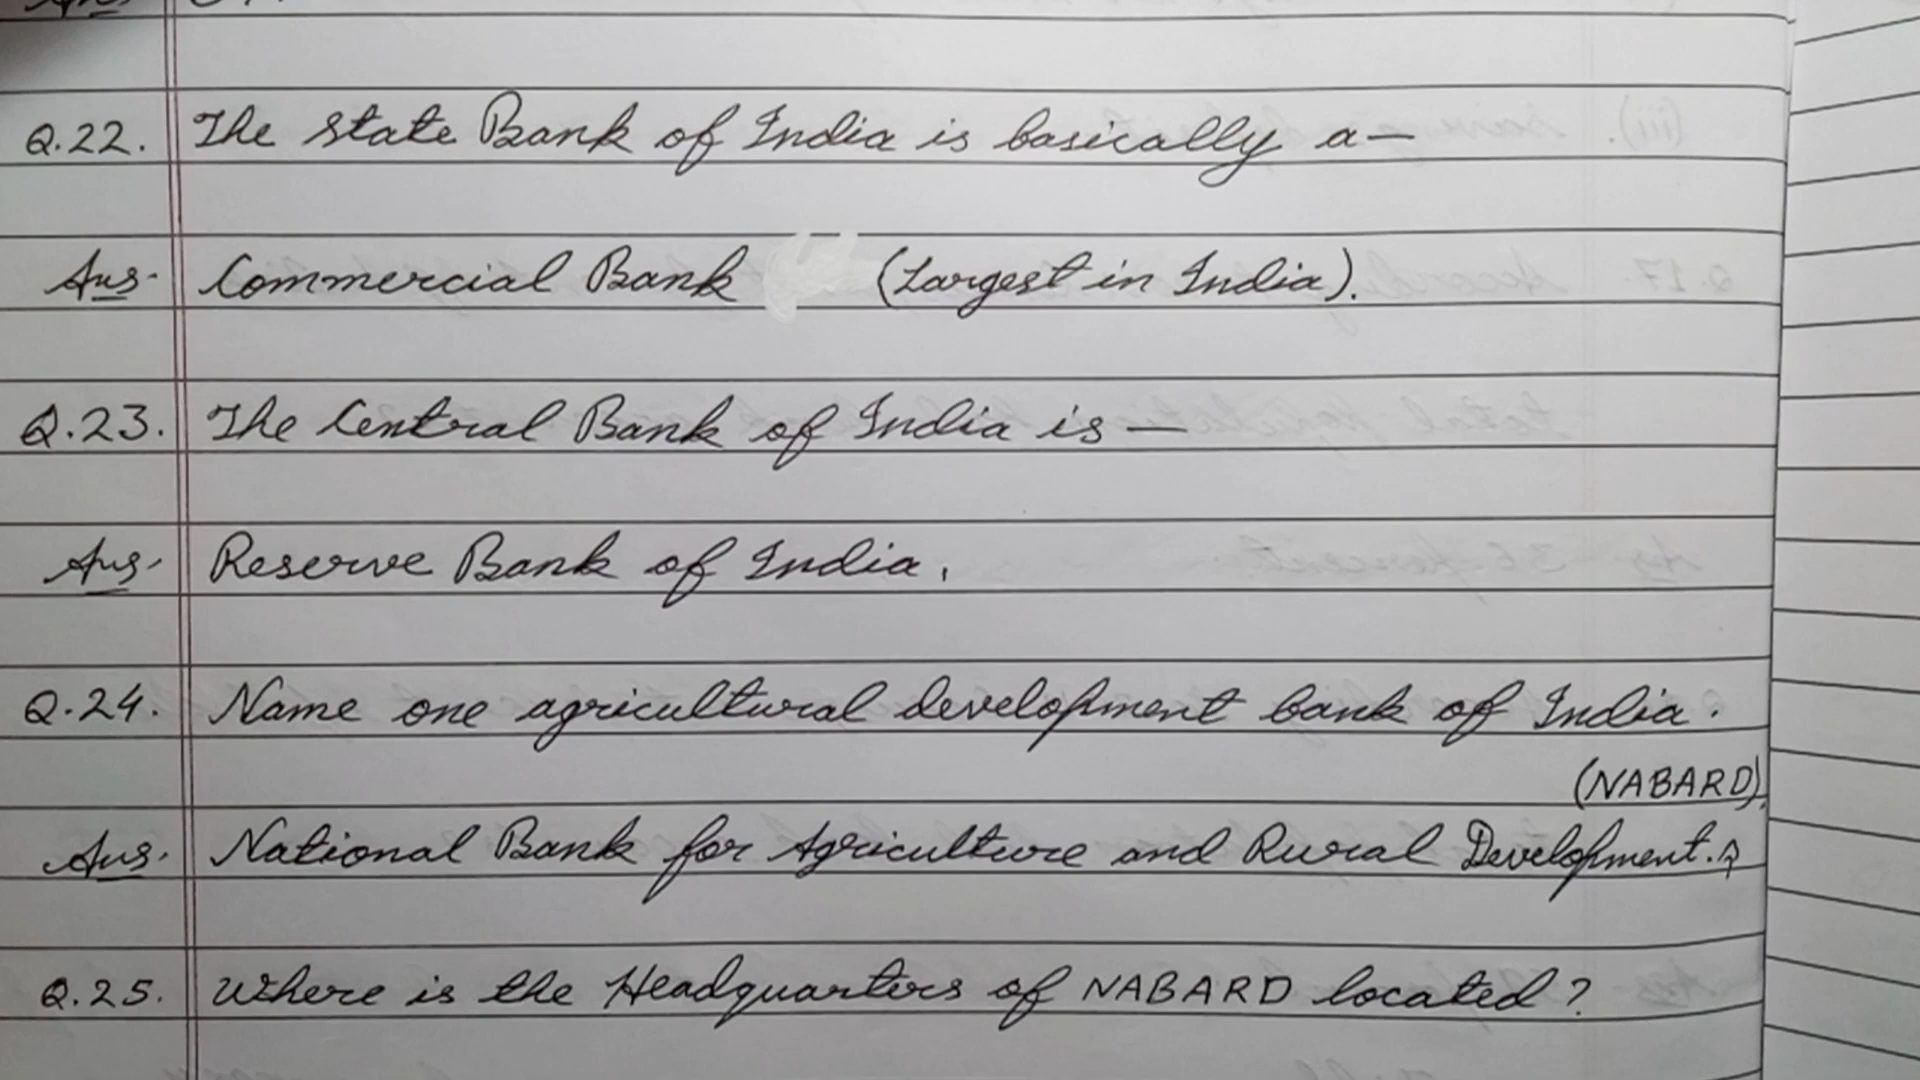 Q.22. The State Bank of India is basically a—
Ans- Commercial Bank (Largest in India).
Q.23. The Central Bank of India is —
Ans- Reserve Bank of India.
Q.24. Name one agricultural development bank of India.
(NABARD)
Ans. National Bank for Agriculture and Rural Development.
Q.25. Where is the Headquarters of NABARD located?